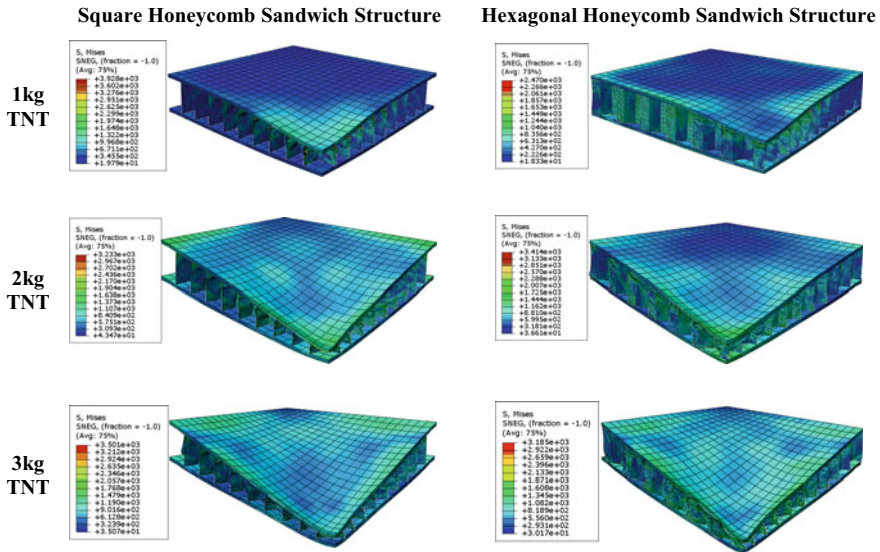 Square Honeycomb Sandwich Structure
Hexagonal Honeycomb Sandwich Structure
1kg
TNT
S, Mises
SNEG, (fraction = -1.0)
(Avg: 75%)
+3.928e+03
+3.602e+03
+3.276e+03
+2.951e+03
+2.625e+03
+2.299e+03
+1.974e+03
+1.648e+03
+1.322e+03
+9.968e+02
+6.711e+02
+3.455e+02
+1.979e+01
S, Mises
SNEG, (fraction = -1.0)
(Avg: 75%)
+2.470e+03
+2.266e+03
+2.061e+03
+1.857e+03
+1.653e+03
+1.449e+03
+1.244e+03
+1.040e+03
+8.356e+02
+6.313e+02
+4.270e+02
+2.226e+02
+1.833e+01
2kg
TNT
S, Mises
SNEG, (fraction = -1.0)
(Avg: 75%)
+3.233e+03
+2.967e+03
+2.702e+03
+2.436e+03
+2.170e+03
+1.904e+03
+1.638e+03
+1.373e+03
+1.107e+03
+8.409e+02
+5.751e+02
+3.093e+02
+4.347e+01
S, Mises
SNEG, (fraction = -1.0)
(Avg: 75%)
+3.414e+03
+3.133e+03
+2.851e+03
+2.570e+03
+2.288e+03
+2.007e+03
+1.725e+03
+1.444e+03
+1.162e+03
+8.810e+02
+5.995e+02
+3.181e+02
+3.661e+01
3kg
TNT
S, Mises
SNEG, (fraction = -1.0)
(Avg: 75%)
+3.501e+03
+3.212e+03
+2.924e+03
+2.635e+03
+2.346e+03
+2.057e+03
+1.768e+03
+1.479e+03
+1.190e+03
+9.016e+02
+6.128e+02
+3.239e+02
+3.507e+01
S, Mises
SNEG, (fraction = -1.0)
(Avg: 75%)
+3.185e+03
+2.922e+03
+2.659e+03
+2.396e+03
+2.133e+03
+1.871e+03
+1.608e+03
+1.345e+03
+1.082e+03
+8.189e+02
+5.560e+02
+2.931e+02
+3.017e+01